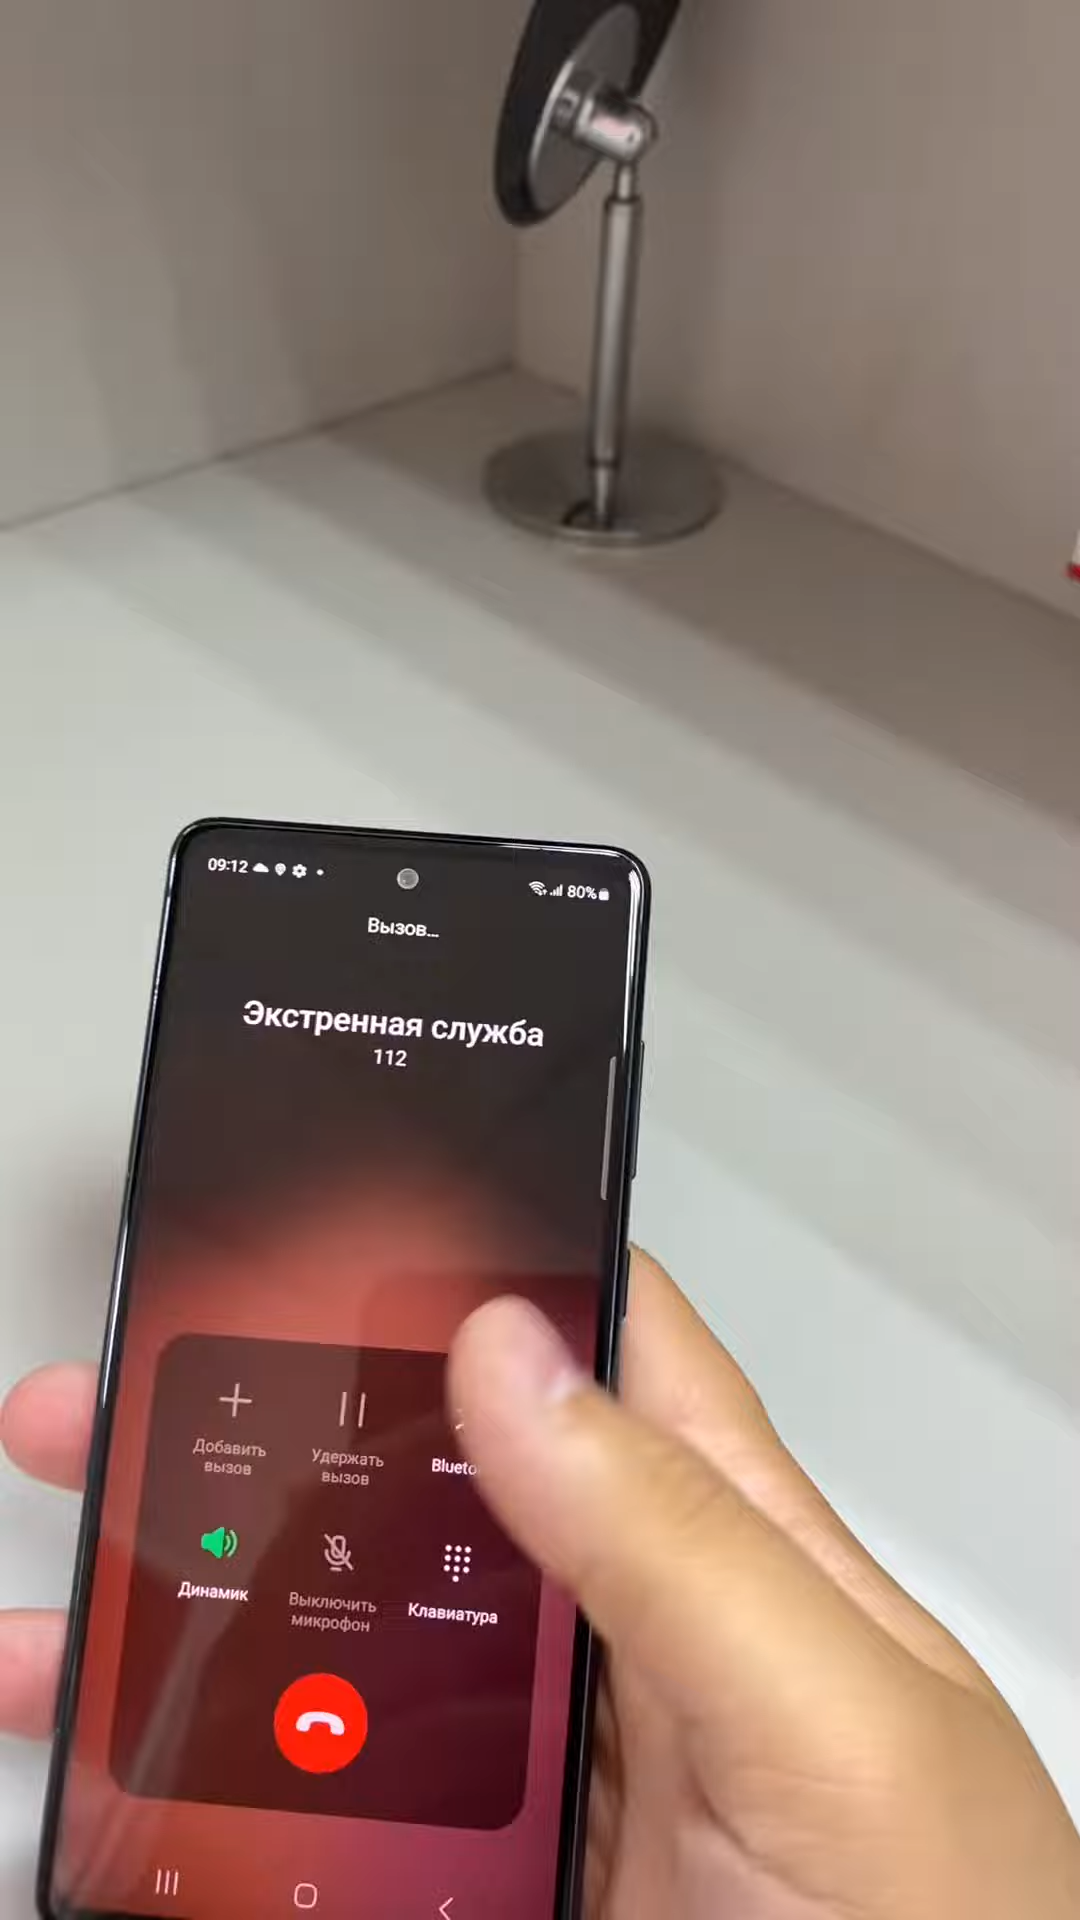 09:12
80%
Вызов...
Экстренная служба
112
Добавить
вызов
Удержать
вызов
Динамик
Выключить
микрофон
Клавиатура